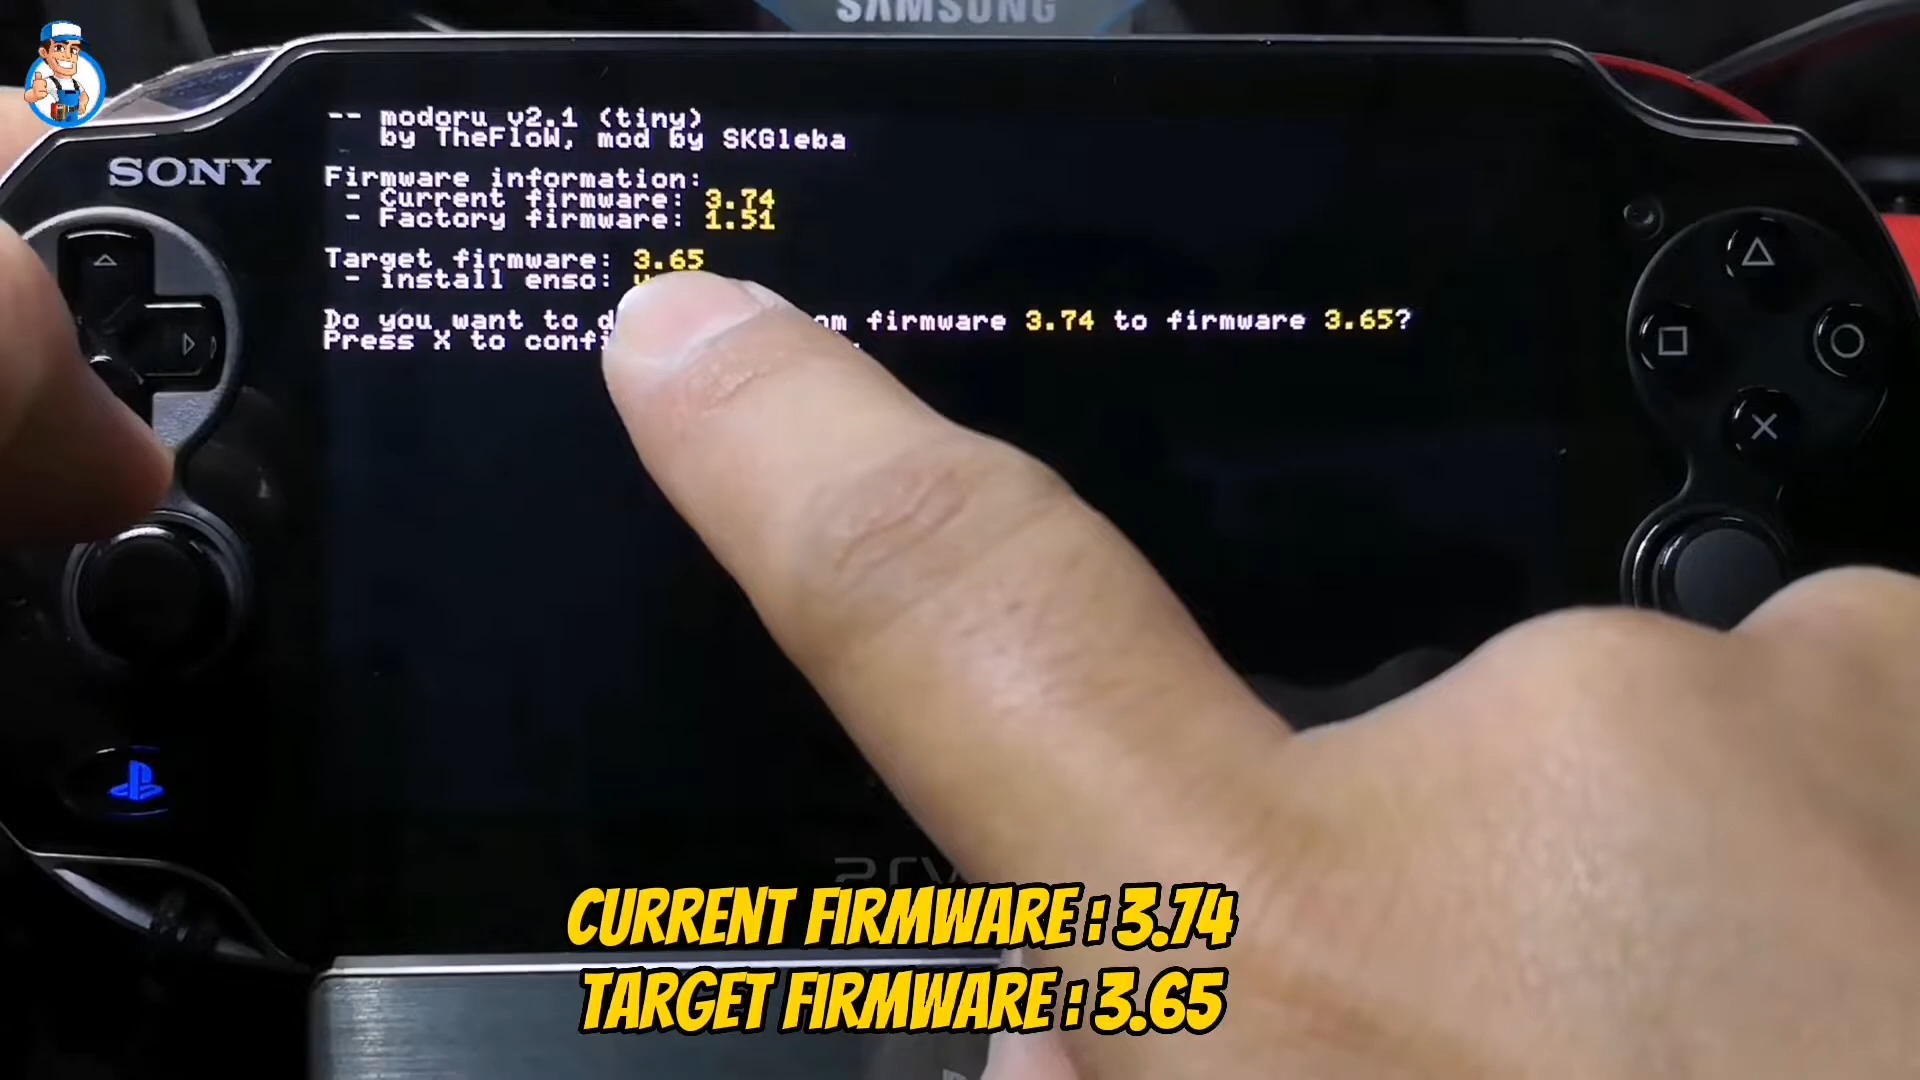 SAMSUNG
-- modoru v2.1 (tiny)
by TheFloW, mod by SKGleba
SONY
Firmware information:
- Current firmware: 3.74
- Factory firmware: 1.51
Target firmware: 3.65
- install enso:
Do you want to firmware 3.74 to firmware 3.65?
Press X to
CURRENT FIRMWARE : 3.74
TARGET FIRMWARE : 3.65